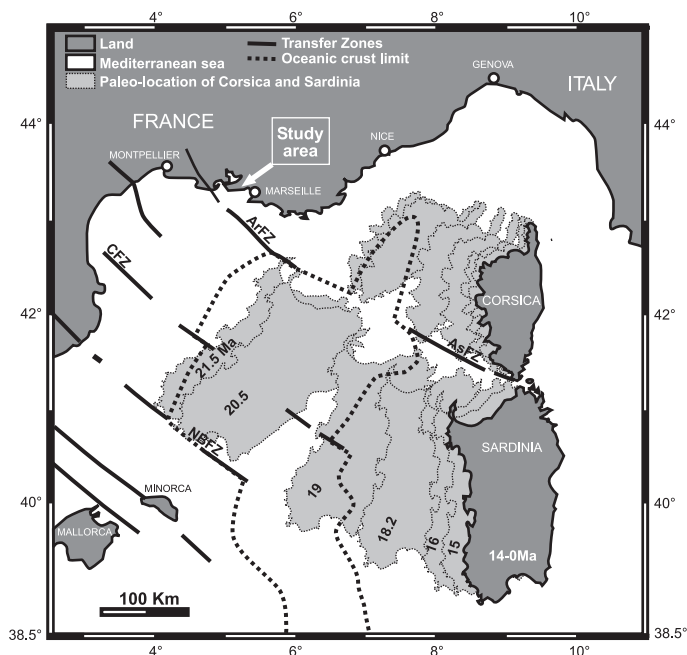 4°
6°
8°
10°
Land
Mediterranean sea
Paleo-location of Corsica and Sardinia
Transfer Zones
Oceanic crust limit
GENOVA
ITALY
FRANCE
Study
area
NICE
44°
44°
MONTPELLIER
MARSEILLE
ArFZ
CFZ
42°
42°
CORSICA
AsFZ
21.5 Ma
20.5
NBFZ
SARDINIA
MINORCA
40°
40°
19
18.2
16
15
MALLORCA
14-0Ma
100 Km
38.5°
38.5°
4°
6°
8°
10°